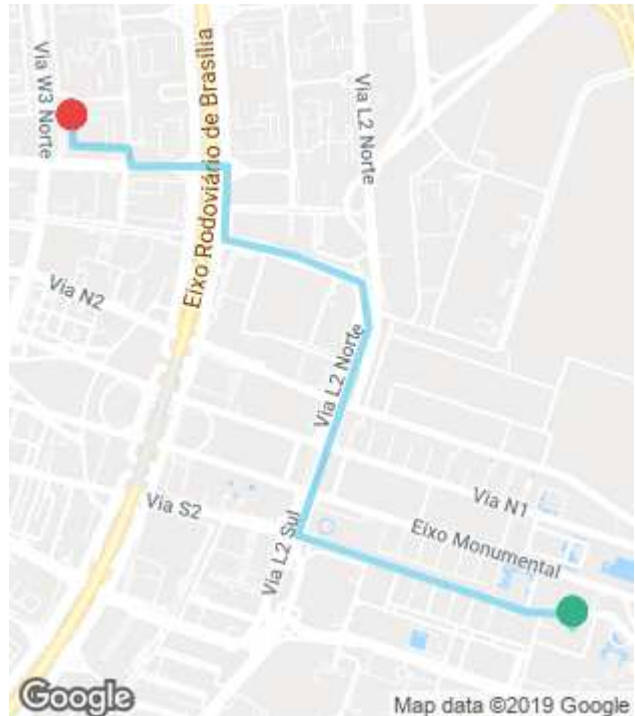 Via W3 Norte
Eixo Rodoviário de Brasília
Via L2 Norte
Via N2
Via L2 Norte
Via S2
Via N1
Eixo Monumental
Via L2 Sul
Google
Map data ©2019 Google